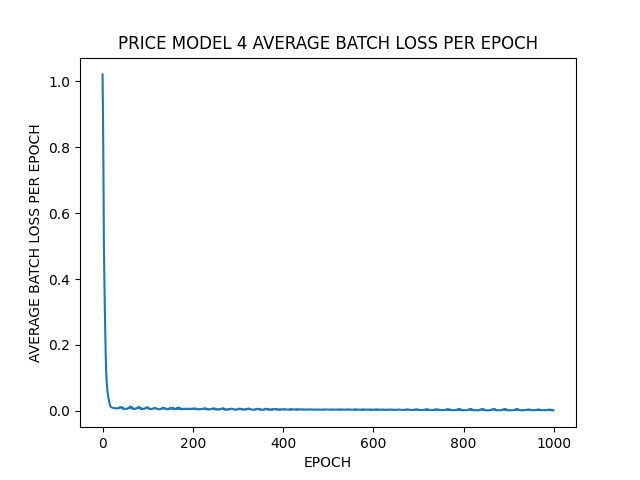 PRICE MODEL 4 AVERAGE BATCH LOSS PER EPOCH
AVERAGE BATCH LOSS PER EPOCH
1.0
0.8
0.6
0.4
0.2
0.0
0 200 400 600 800 1000
EPOCH